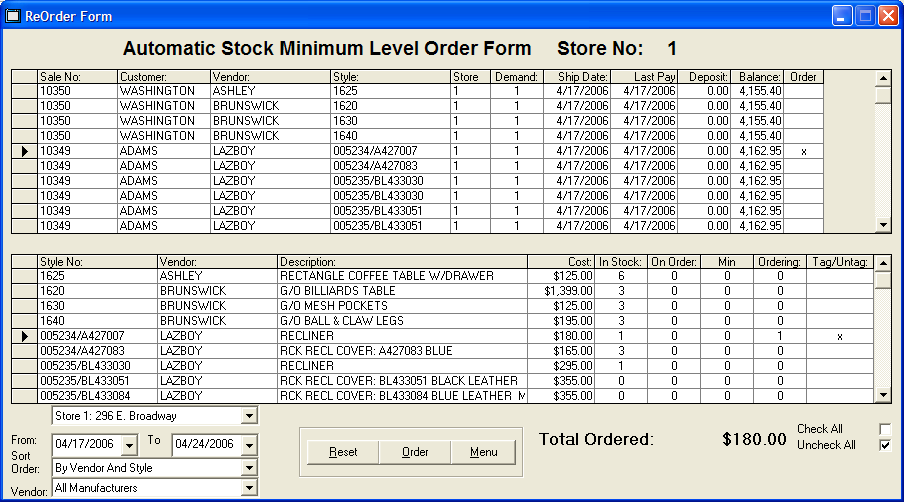 ReOrder Form
Automatic Stock Minimum Level Order Form Store No: 1
Sale No: Customer: Vendor: Style: Store Demand: Ship Date: Last Pay Deposit: Balance: Order
10350 WASHINGTON ASHLEY 1625 1 1 4/17/2006 4/17/2006 0.00 4,155.40
10350 WASHINGTON BRUNSWICK 1620 1 1 4/17/2006 4/17/2006 0.00 4,155.40
10350 WASHINGTON BRUNSWICK 1630 1 1 4/17/2006 4/17/2006 0.00 4,155.40
10350 WASHINGTON BRUNSWICK 1640 1 1 4/17/2006 4/17/2006 0.00 4,155.40
10349 ADAMS LAZBOY 005234/A427007 1 1 4/17/2006 4/17/2006 0.00 4,162.95 x
10349 ADAMS LAZBOY 005234/A427083 1 1 4/17/2006 4/17/2006 0.00 4,162.95
10349 ADAMS LAZBOY 005235/BL433030 1 1 4/17/2006 4/17/2006 0.00 4,162.95
10349 ADAMS LAZBOY 005235/BL433030 1 1 4/17/2006 4/17/2006 0.00 4,162.95
10349 ADAMS LAZBOY 005235/BL433051 1 1 4/17/2006 4/17/2006 0.00 4,162.95
10349 ADAMS LAZBOY 005235/BL433051 1 1 4/17/2006 4/17/2006 0.00 4,162.95
Style No: Vendor: Description: Cost: In Stock: On Order: Min Ordering: Tag/Untag:
1625 ASHLEY RECTANGLE COFFEE TABLE W/DRAWER $125.00 6 0 0 0
1620 BRUNSWICK G/O BILLIARDS TABLE $1,399.00 3 0 0 0
1630 BRUNSWICK G/O MESH POCKETS $125.00 3 0 0 0
1640 BRUNSWICK G/O BALL & CLAW LEGS $195.00 3 0 0 0
005234/A427007 LAZBOY RECLINER $180.00 1 0 0 1 x
005234/A427083 LAZBOY RCK RECL COVER: A427083 BLUE $165.00 3 0 0 0
005235/BL433030 LAZBOY RECLINER $295.00 1 0 0 0
005235/BL433051 LAZBOY RCK RECL COVER: BL433051 BLACK LEATHER $355.00 0 0 0 0
005235/BL433084 LAZBOY RCK RECL COVER: BL433084 BLUE LEATHER M $355.00 0 0 0 0
Store 1: 296 E. Broadway
From: 04/17/2006 To 04/24/2006
Sort Order: By Vendor And Style
Vendor: All Manufacturers
Reset Order Menu
Total Ordered: $180.00
Check All
Uncheck All